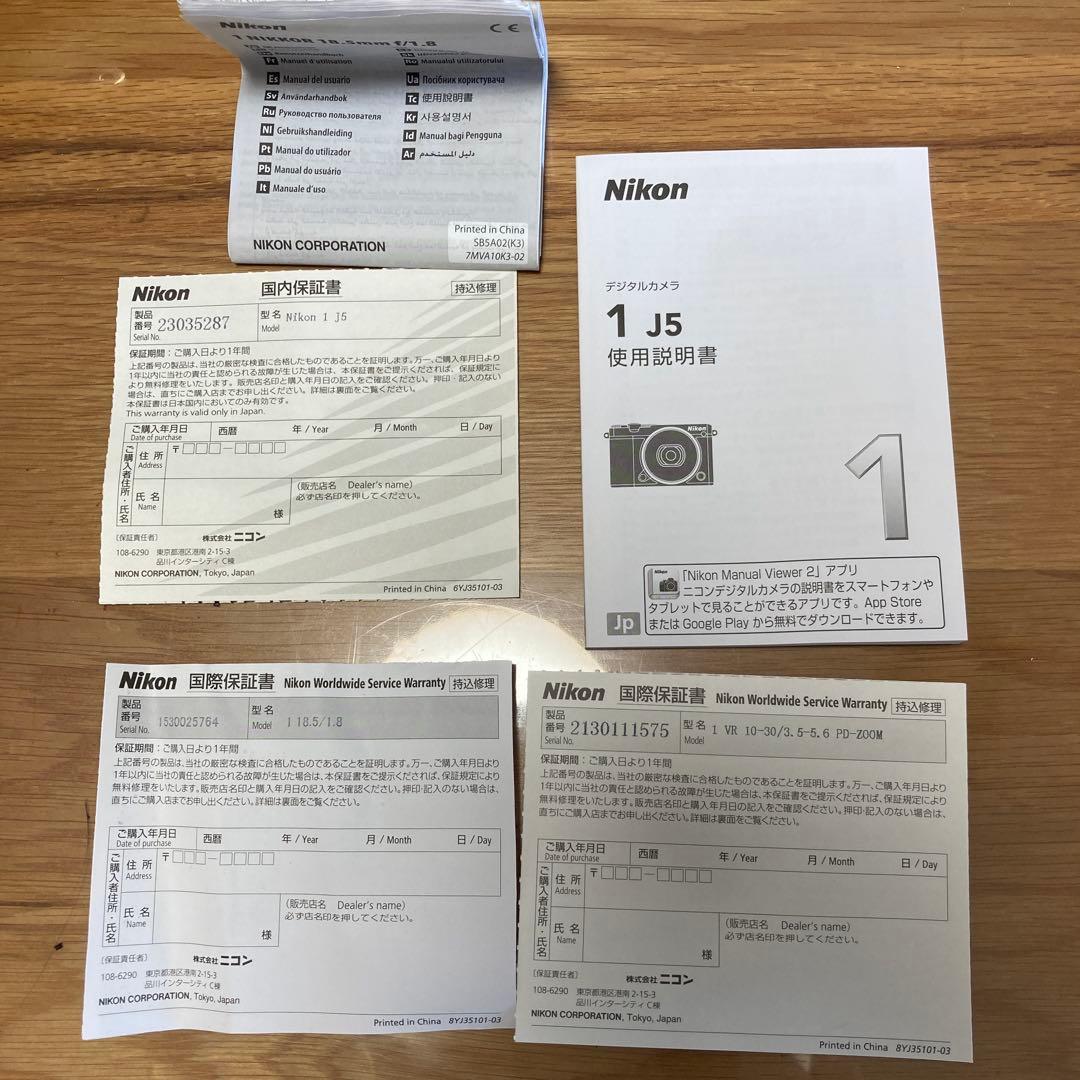 Nikon
CE
1 NIKKOR 18.5mm f/1.8
Benutzerhandbuch
Fr Manuel d'utilisation
Es Manual del usuario
Sv Användarhandbok
Ru Руководство пользователя
Nl Gebruikshandleiding
Pt Manual do utilizador
Pb Manual do usuário
It Manuale d'uso
Ro Manualul utilizatorului
Ua Посібник користувача
Tc 使用說明書
Kr 사용설명서
Id Manual bagi Pengguna
Ar دليل المستخدم
NIKON CORPORATION
Printed in China
SB5A02(K3)
7MVA10K3-02
Nikon
デジタルカメラ
1 J5
使用説明書
Nikon
1
Nikon
「Nikon Manual Viewer 2」アプリ
ニコンデジタルカメラの説明書をスマートフォンや
タブレットで見ることができるアプリです。App Store
または Google Play から無料でダウンロードできます。
Jp
Nikon 国内保証書 持込修理
製品
番号 23035287
Serial No.
型名 Nikon 1 J5
Model
保証期間：ご購入日より1年間
上記番号の製品は、当社の厳密な検査に合格したものであることを証明します。万一、ご購入年月日より
1年以内に当社の責任と認められる故障が生じた場合は、本保証書をご提示くだされば、保証規定に
より無料修理をいたします。販売店名印と購入年月日の記入をご確認ください。押印・記入のない
場合は、直ちにご購入店までお申し出ください。詳細は裏面をご覧ください。
本保証書は日本国内においてのみ有効です。
This warranty is valid only in Japan.
ご購入年月日
Date of purchase
西暦 年 / Year 月 / Month 日 / Day
ご購入者住所・氏名
住所
Address
〒□□□－□□□□
氏名
Name
様
（販売店名 Dealer's name）
必ず店名印を押してください。
〔保証責任者〕
株式会社ニコン
108-6290 東京都港区港南2-15-3
品川インターシティC棟
NIKON CORPORATION, Tokyo, Japan
Printed in China 6YJ35101-03
Nikon 国際保証書 Nikon Worldwide Service Warranty 持込修理
製品
番号 1530025764
Serial No.
型名 1 18.5/1.8
Model
保証期間：ご購入日より1年間
上記番号の製品は、当社の厳密な検査に合格したものであることを証明します。万一、ご購入年月日より
1年以内に当社の責任と認められる故障が生じた場合は、本保証書をご提示くだされば、保証規定により
無料修理をいたします。販売店名印と購入年月日の記入をご確認ください。押印・記入のない場合は、
直ちにご購入店までお申し出ください。詳細は裏面をご覧ください。
ご購入年月日
Date of purchase
西暦 年 / Year 月 / Month 日 / Day
ご購入者住所・氏名
住所
Address
〒□□□－□□□□
氏名
Name
様
（販売店名 Dealer's name）
必ず店名印を押してください。
〔保証責任者〕
株式会社ニコン
108-6290 東京都港区港南2-15-3
品川インターシティC棟
NIKON CORPORATION, Tokyo, Japan
Printed in China 8YJ35101-03
Nikon 国際保証書 Nikon Worldwide Service Warranty 持込修理
製品
番号 2130111575
Serial No.
型名 1 VR 10-30/3.5-5.6 PD-ZOOM
Model
保証期間：ご購入日より1年間
上記番号の製品は、当社の厳密な検査に合格したものであることを証明します。万一、ご購入年月日より
1年以内に当社の責任と認められる故障が生じた場合は、本保証書をご提示くだされば、保証規定により
無料修理をいたします。販売店名印と購入年月日の記入をご確認ください。押印・記入のない場合は、
直ちにご購入店までお申し出ください。詳細は裏面をご覧ください。
ご購入年月日
Date of purchase
西暦 年 / Year 月 / Month 日 / Day
ご購入者住所・氏名
住所
Address
〒□□□－□□□□
氏名
Name
様
（販売店名 Dealer's name）
必ず店名印を押してください。
〔保証責任者〕
株式会社ニコン
108-6290 東京都港区港南2-15-3
品川インターシティC棟
NIKON CORPORATION, Tokyo, Japan
Printed in China 8YJ35101-03